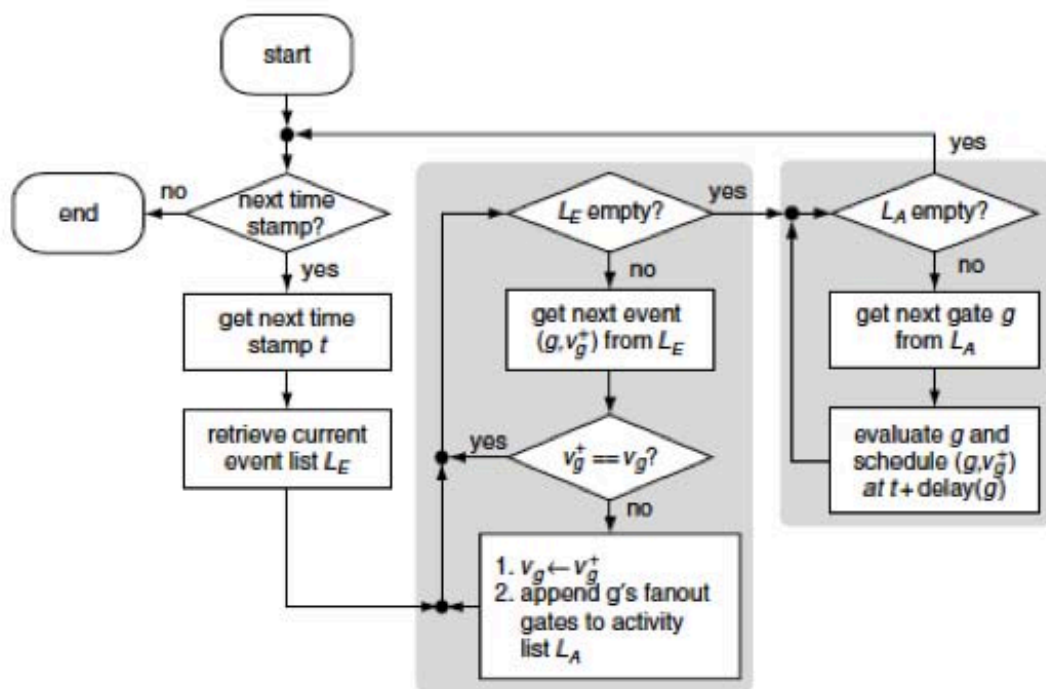 start
yes
no
end
next time
stamp?
yes
get next time
stamp t
retrieve current
event list L_E
L_E empty?
yes
no
get next event
(g,v_g^+) from L_E
yes
v_g^+ == v_g?
no
1. v_g ← v_g^+
2. append g's fanout
gates to activity
list L_A
L_A empty?
no
get next gate g
from L_A
evaluate g and
schedule (g,v_g^+)
at t + delay(g)